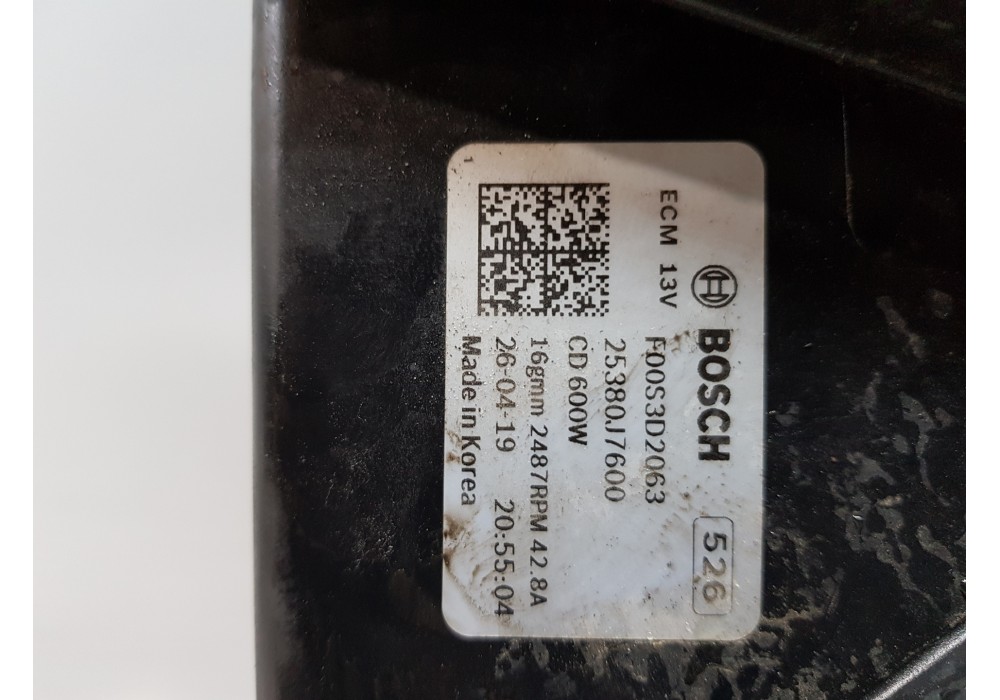 BOSCH 526
ECM 13V F00S3D2063
25380J7600
CD 600W
16gmm 2487RPM 42.8A
26-04-19 20:55:04
Made in Korea
1